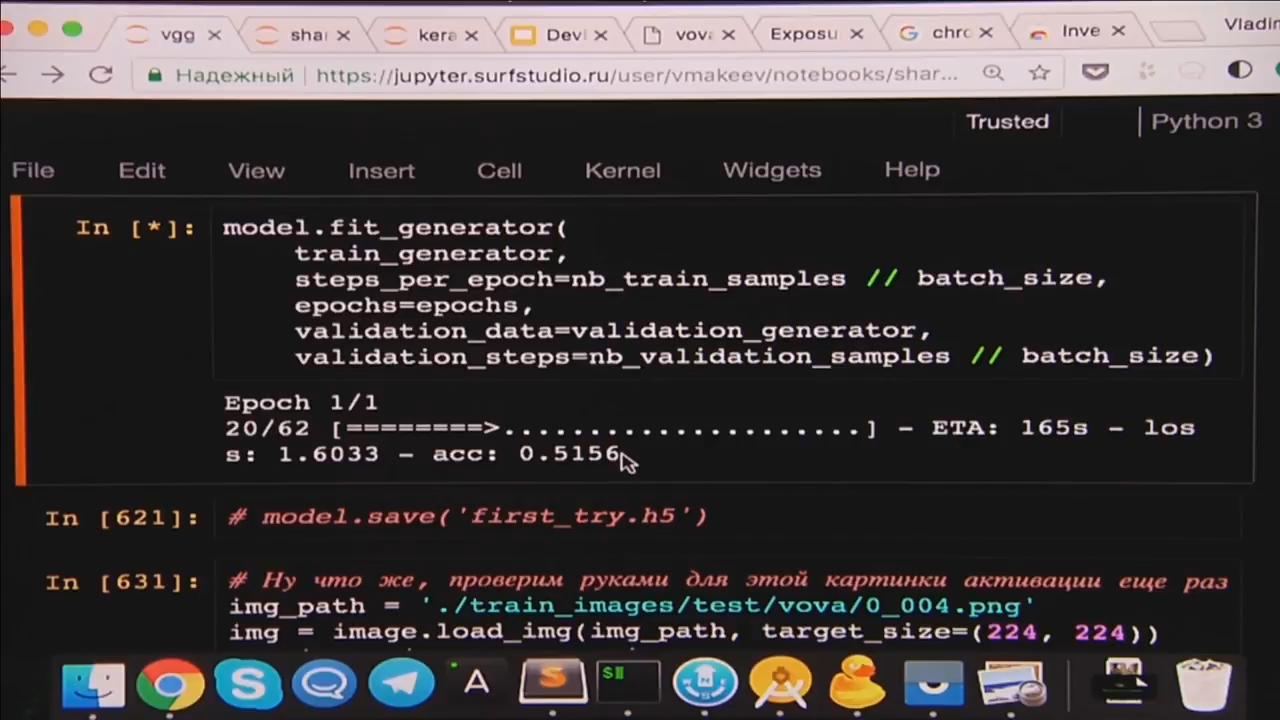 vgg
shar
kera
Devl
vova
Exposu
chro
Inve
Vladin
Надежный https://jupyter.surfstudio.ru/user/vmakeev/notebooks/shar...
Trusted
Python 3
File Edit View Insert Cell Kernel Widgets Help
In [*]: model.fit_generator(
train_generator,
steps_per_epoch=nb_train_samples // batch_size,
epochs=epochs,
validation_data=validation_generator,
validation_steps=nb_validation_samples // batch_size)
Epoch 1/1
20/62 [========>.....................] - ETA: 165s - los
s: 1.6033 - acc: 0.5156
In [621]: # model.save('first_try.h5')
In [631]: # Ну что же, проверим руками для этой картинки активации еще раз
img_path = './train_images/test/vova/0_004.png'
img = image.load_img(img_path, target_size=(224, 224))